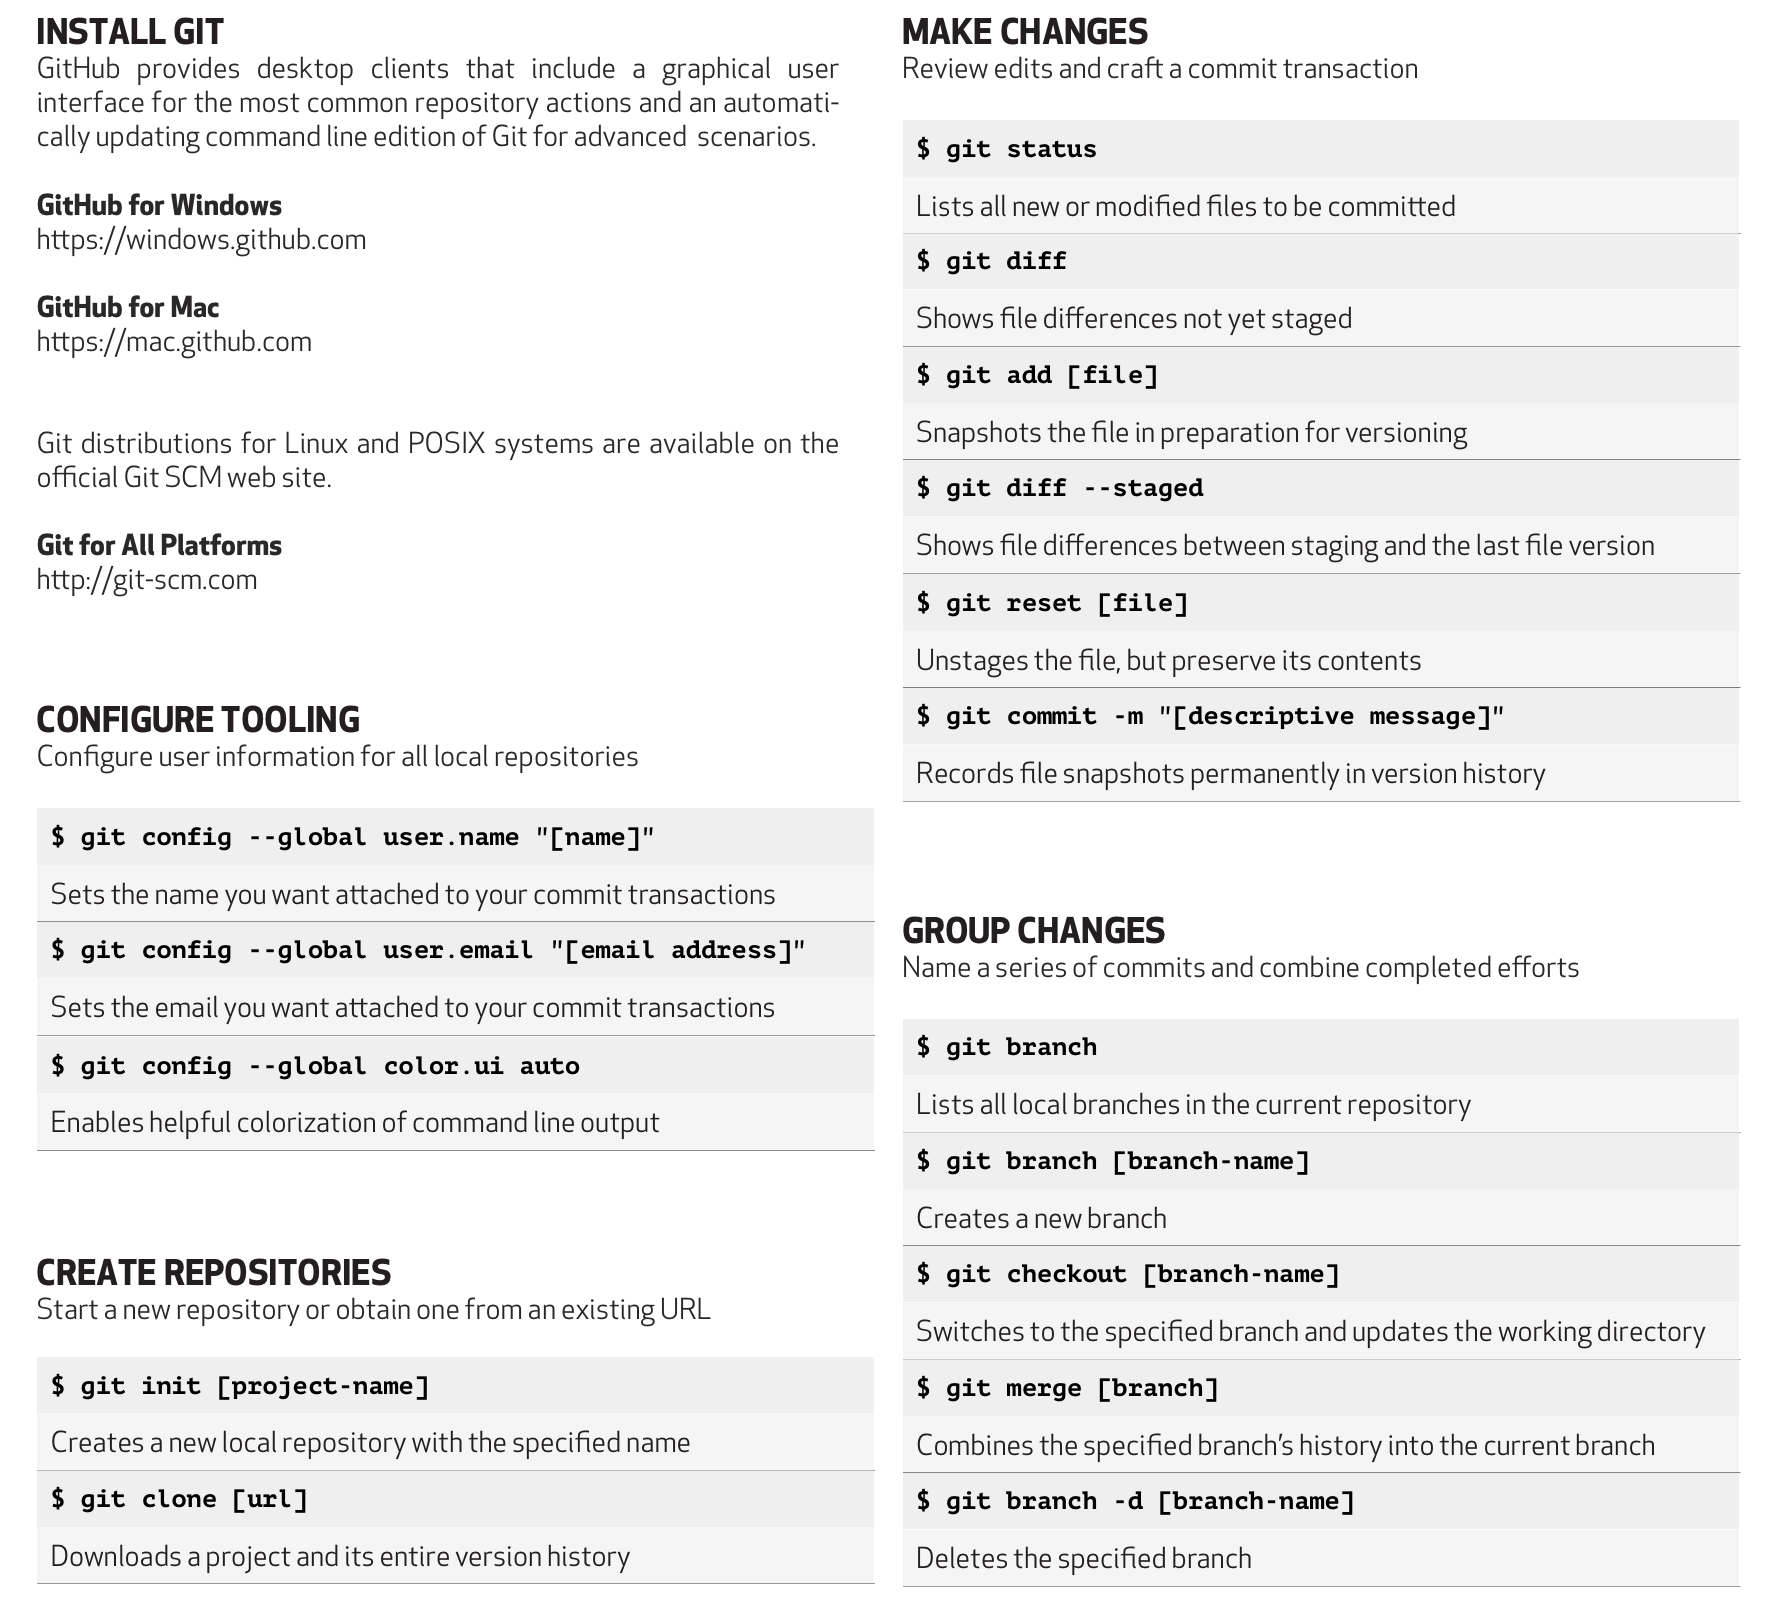 INSTALL GIT
GitHub provides desktop clients that include a graphical user
interface for the most common repository actions and an automati-
cally updating command line edition of Git for advanced scenarios.
GitHub for Windows
https://windows.github.com
GitHub for Mac
https://mac.github.com
Git distributions for Linux and POSIX systems are available on the
official Git SCM web site.
Git for All Platforms
http://git-scm.com
CONFIGURE TOOLING
Configure user information for all local repositories
$ git config --global user.name "[name]"
Sets the name you want attached to your commit transactions
$ git config --global user.email "[email address]"
Sets the email you want attached to your commit transactions
$ git config --global color.ui auto
Enables helpful colorization of command line output
CREATE REPOSITORIES
Start a new repository or obtain one from an existing URL
$ git init [project-name]
Creates a new local repository with the specified name
$ git clone [url]
Downloads a project and its entire version history
MAKE CHANGES
Review edits and craft a commit transaction
$ git status
Lists all new or modified files to be committed
$ git diff
Shows file differences not yet staged
$ git add [file]
Snapshots the file in preparation for versioning
$ git diff --staged
Shows file differences between staging and the last file version
$ git reset [file]
Unstages the file, but preserve its contents
$ git commit -m "[descriptive message]"
Records file snapshots permanently in version history
GROUP CHANGES
Name a series of commits and combine completed efforts
$ git branch
Lists all local branches in the current repository
$ git branch [branch-name]
Creates a new branch
$ git checkout [branch-name]
Switches to the specified branch and updates the working directory
$ git merge [branch]
Combines the specified branch’s history into the current branch
$ git branch -d [branch-name]
Deletes the specified branch